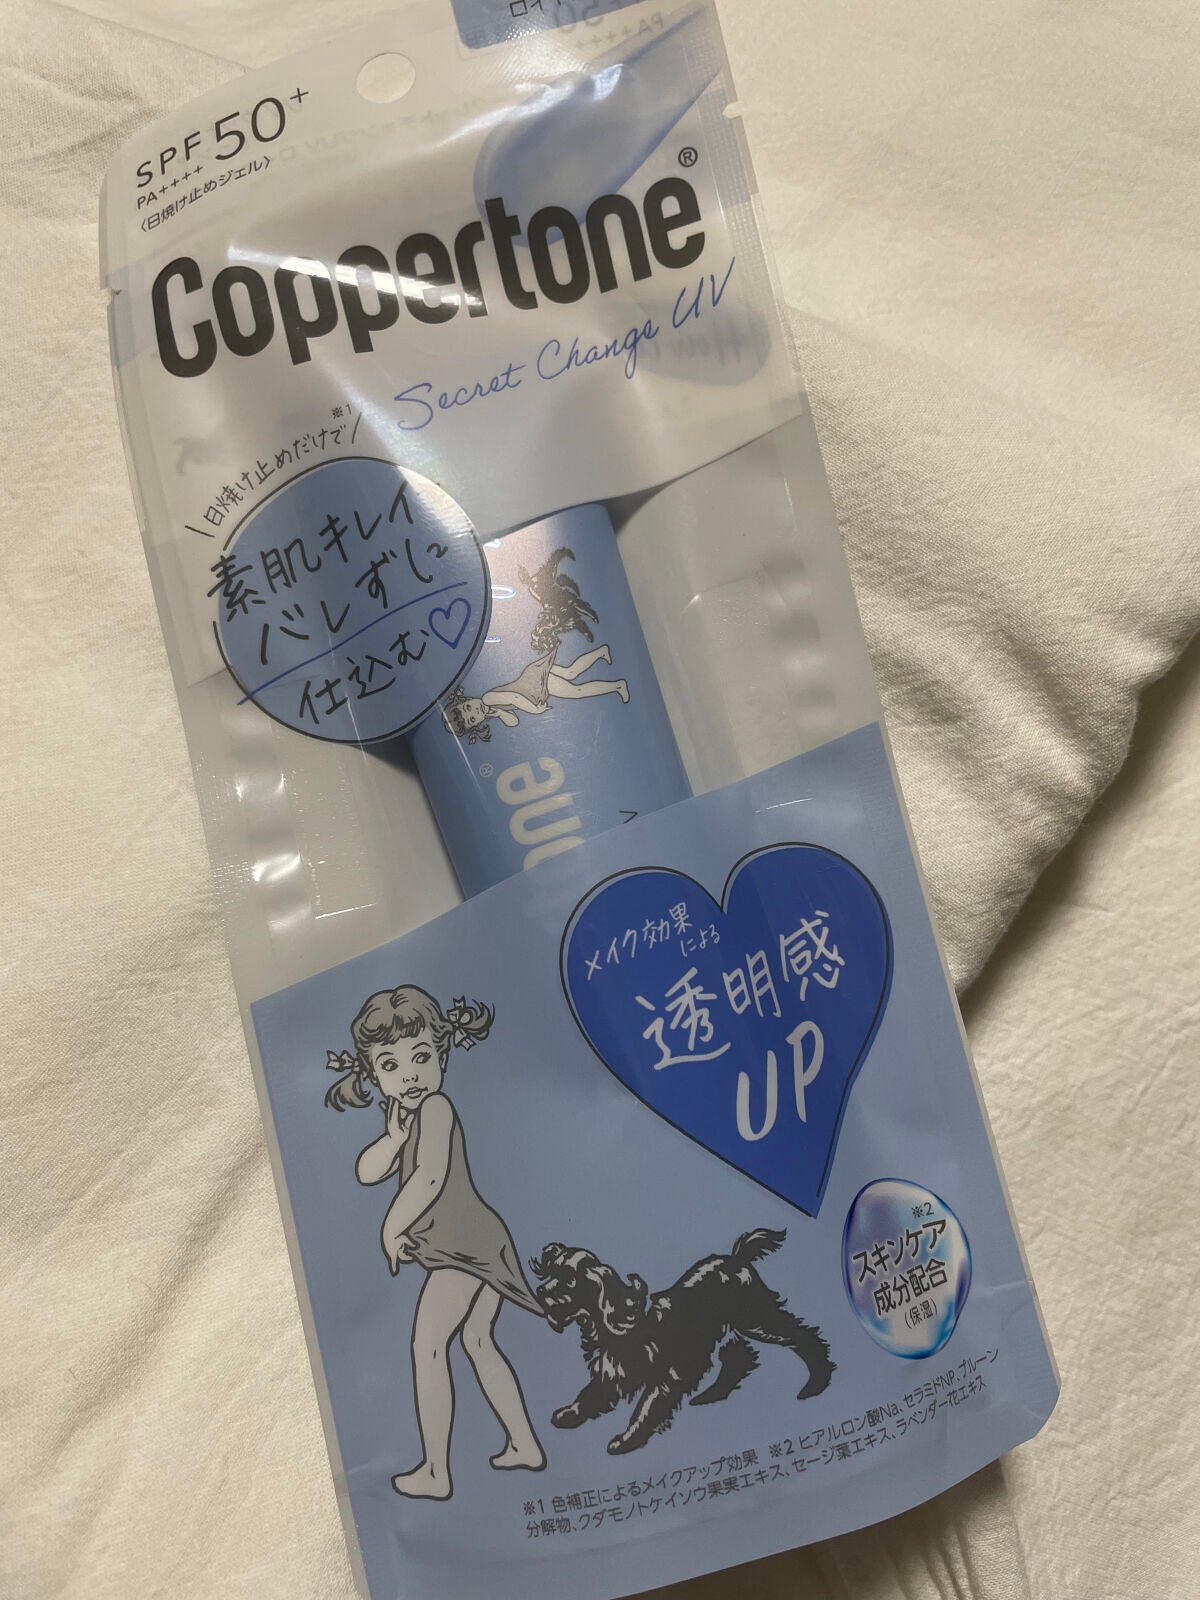 SPF50+
PA++++
〈日焼け止めジェル〉
Coppertone®
Secret Change UV
\日焼け止めだけで※1/
素肌キレイ
バレずに
仕込む♡
メイク効果
による
透明感
UP
※2
スキンケア
成分配合
(保湿)
※1 色補正によるメイクアップ効果 ※2 ヒアルロン酸Na、セラミドNP、プルーン
分解物、クダモノトケイソウ果実エキス、セージ葉エキス、ラベンダー花エキス